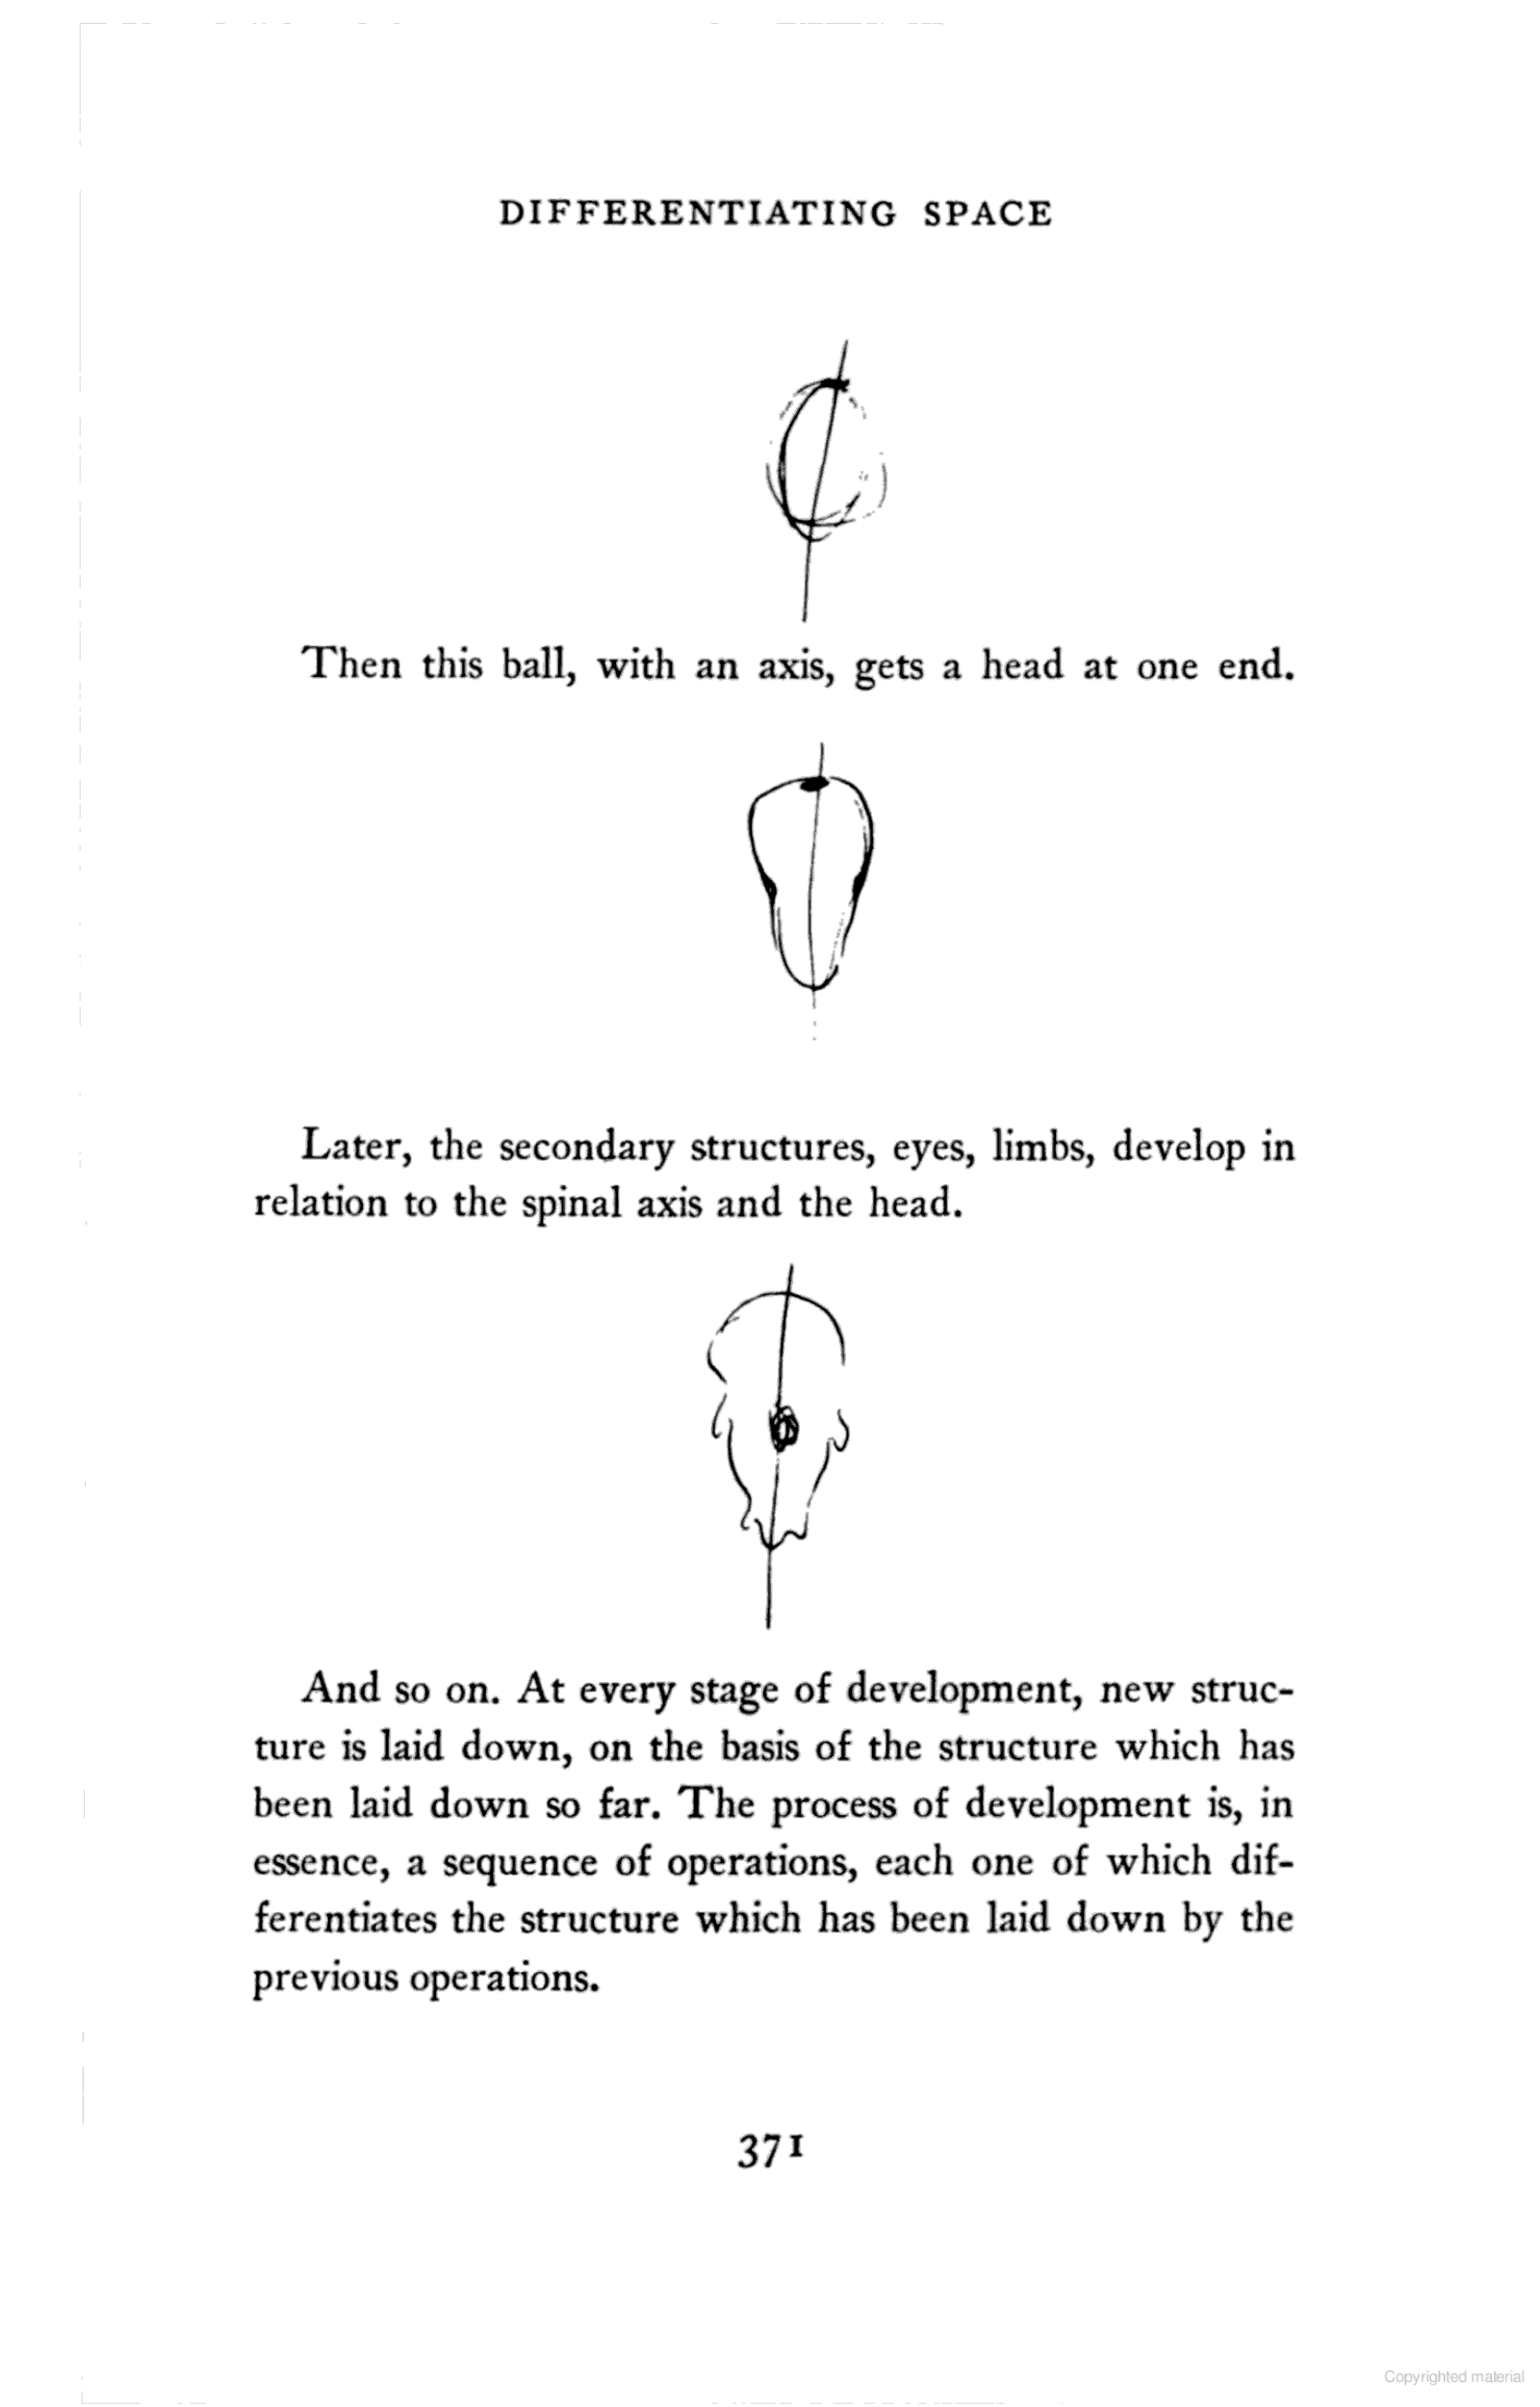 DIFFERENTIATING SPACE
Then this ball, with an axis, gets a head at one end.
Later, the secondary structures, eyes, limbs, develop in
relation to the spinal axis and the head.
And so on. At every stage of development, new struc-
ture is laid down, on the basis of the structure which has
been laid down so far. The process of development is, in
essence, a sequence of operations, each one of which dif-
ferentiates the structure which has been laid down by the
previous operations.
371
Copyrighted material